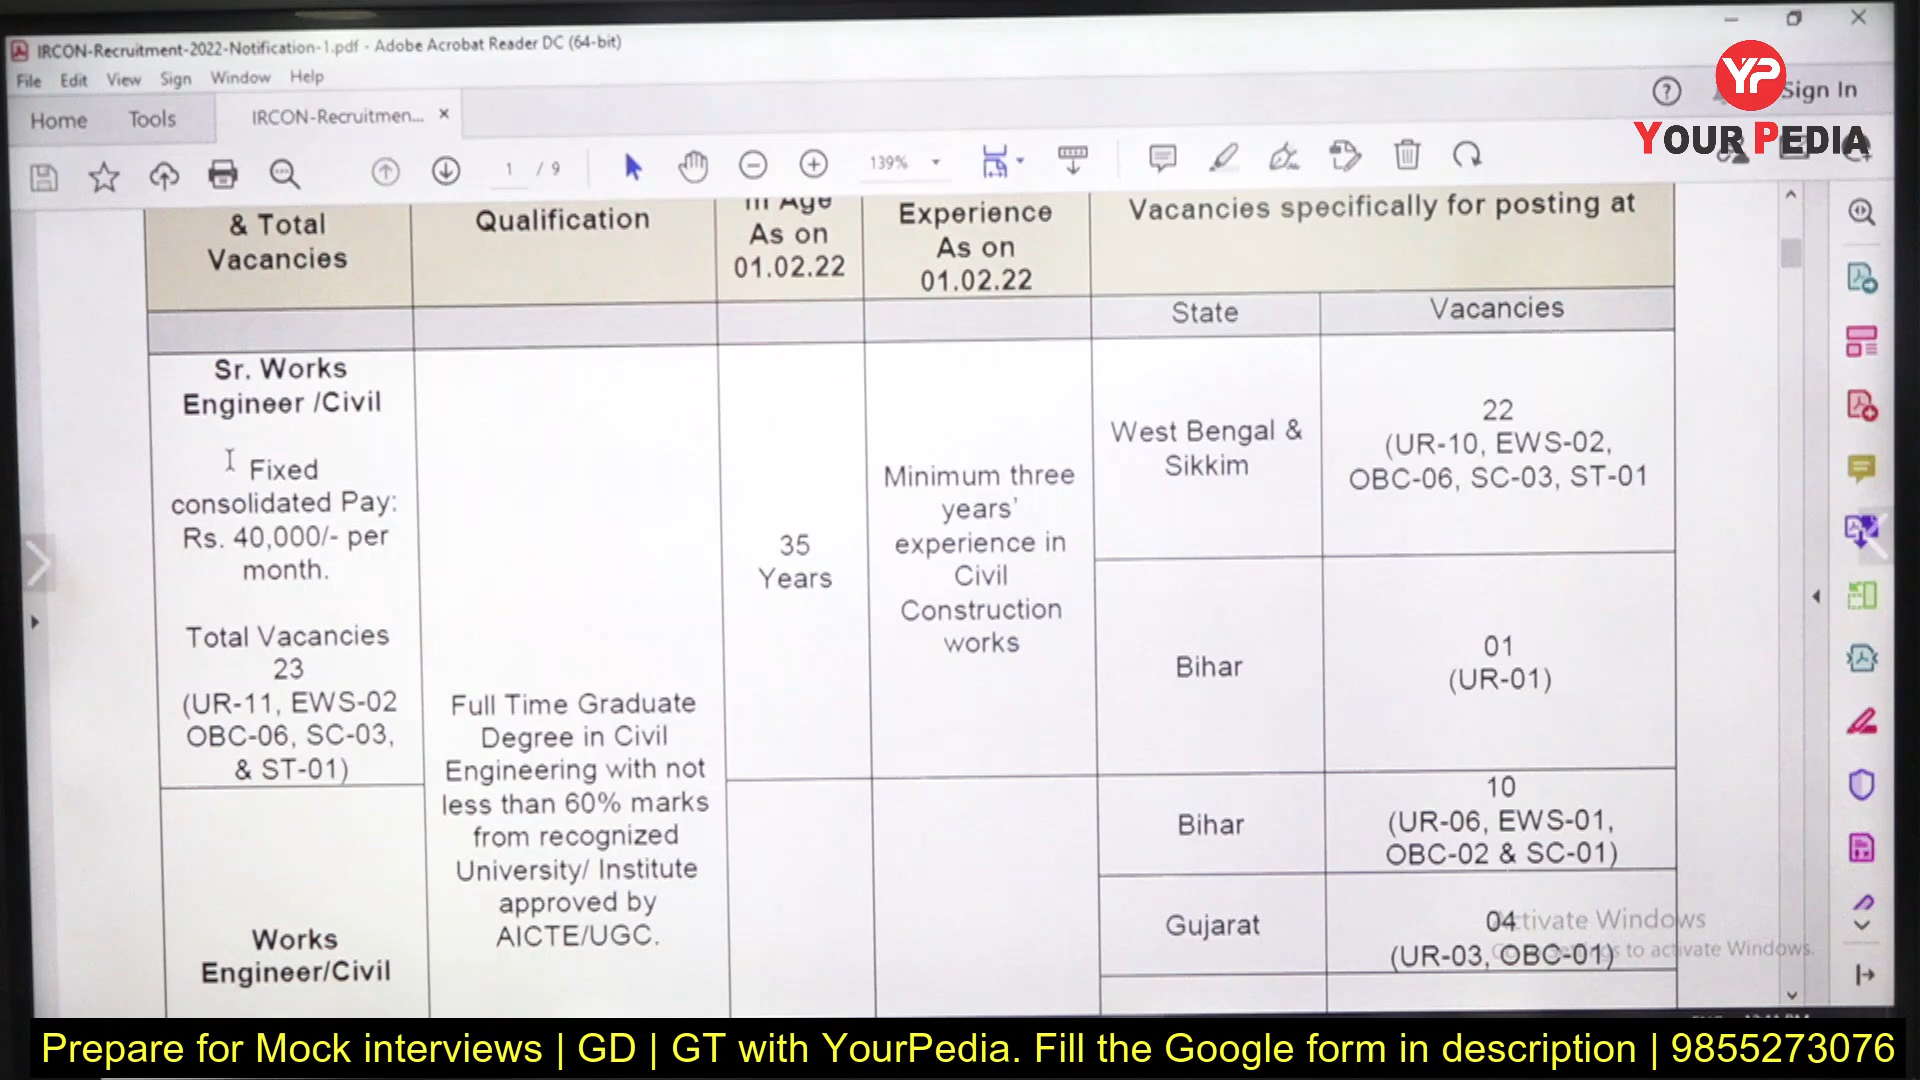 IRCON-Recruitment-2022-Notification-1.pdf - Adobe Acrobat Reader DC (64-bit)
File Edit View Sign Window Help
YP
Sign In
Home Tools IRCON-Recruitmen...
YOUR PEDIA
1 / 9
139%
& Total
Vacancies
Qualification
in Age
As on
01.02.22
Experience
As on
01.02.22
Vacancies specifically for posting at
State
Vacancies
Sr. Works
Engineer /Civil
Fixed
consolidated Pay:
Rs. 40,000/- per
month.
Total Vacancies
23
(UR-11, EWS-02
OBC-06, SC-03,
& ST-01)
Full Time Graduate
Degree in Civil
Engineering with not
less than 60% marks
from recognized
University/ Institute
approved by
AICTE/UGC.
35
Years
Minimum three
years'
experience in
Civil
Construction
works
West Bengal &
Sikkim
22
(UR-10, EWS-02,
OBC-06, SC-03, ST-01
Bihar
01
(UR-01)
Works
Engineer/Civil
Bihar
10
(UR-06, EWS-01,
OBC-02 & SC-01)
Gujarat
04
(UR-03, OBC-01)
Activate Windows
to activate Windows.
Prepare for Mock interviews | GD | GT with YourPedia. Fill the Google form in description | 9855273076